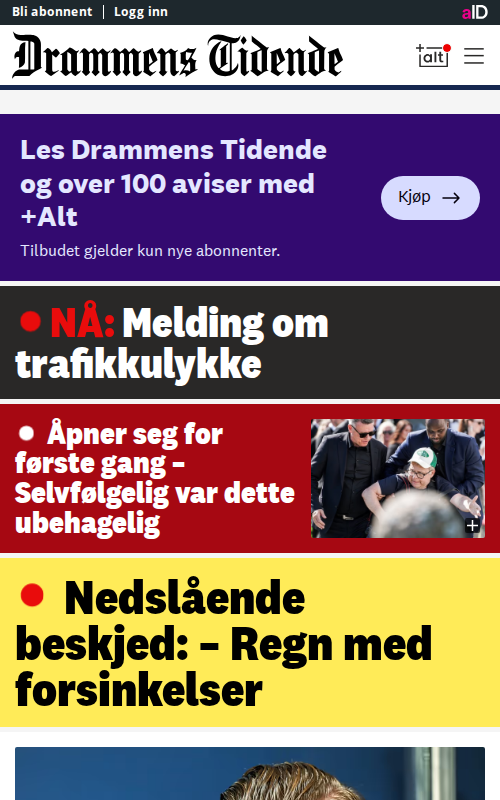 Bli abonnent
Logg inn
aID
Drammens Tidende
+alt
Les Drammens Tidende
og over 100 aviser med
+Alt
Kjøp
Tilbudet gjelder kun nye abonnenter.
NÅ: Melding om
trafikkulykke
Åpner seg for
første gang –
Selvfølgelig var dette
ubehagelig
Nedslående
beskjed: – Regn med
forsinkelser